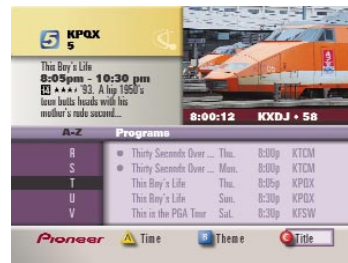 5 KPQX
5
This Boy's Life
8:05pm - 10:30 pm
14 ★★★★ '93. A hip 1950's
teen butts heads with his
mother's rude second...
8:00:12 KXDJ • 58
A-Z Programs
R • Thirty Seconds Over ... Thu. 8:00p KTCM
S • Thirty Seconds Over ... Mon. 8:00p KTCM
T This Boy's Life Thu. 8:05p KPQX
U This Boy's Life Sun. 8:30p KPQX
V This is the PGA Tour Sat. 8:30p KFSW
Pioneer A Time B Theme C Title